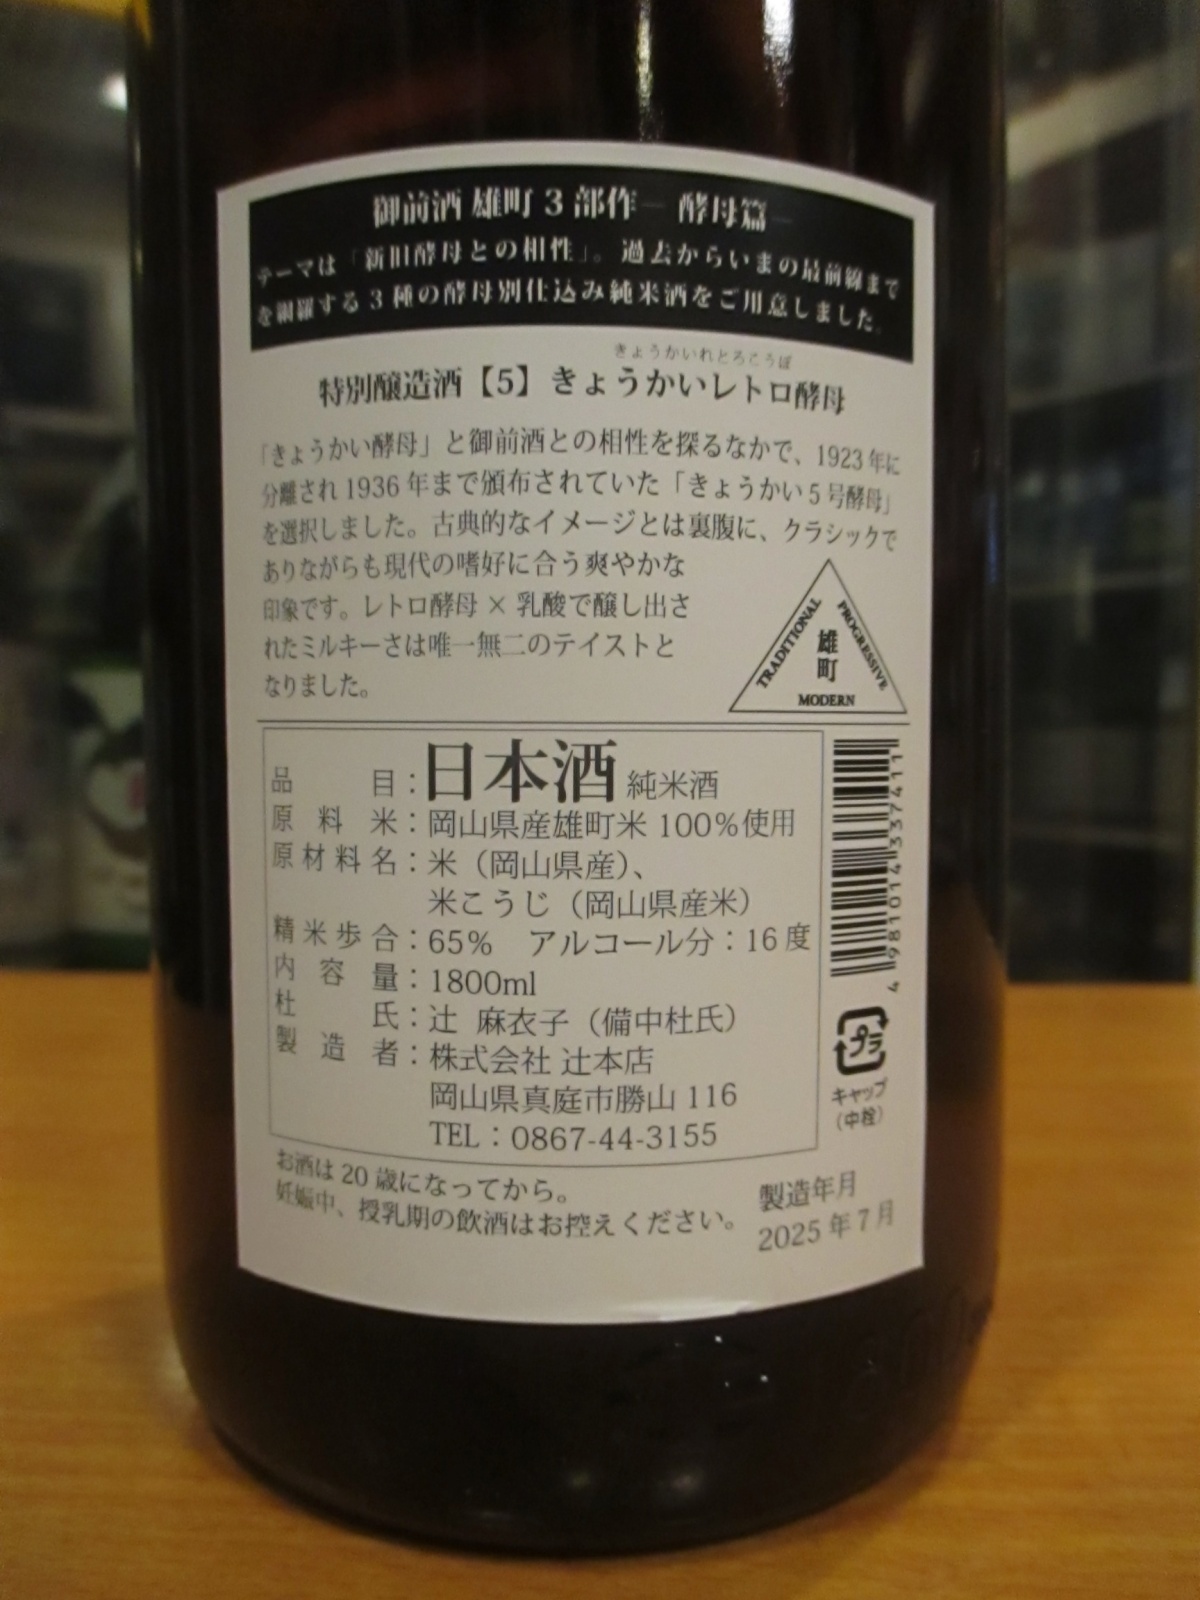 御前酒 雄町 3 部作 ― 酵母篇 ―
テーマは「新旧酵母との相性」。過去からいまの最前線まで
を網羅する 3 種の酵母別仕込み純米酒をご用意しました。
きょうかいれとろこうぼ
特別醸造酒【5】きょうかいレトロ酵母
「きょうかい酵母」と御前酒との相性を探るなかで、1923 年に
分離され 1936 年まで頒布されていた「きょうかい 5 号酵母」
を選択しました。古典的なイメージとは裏腹に、クラシックで
ありながらも現代の嗜好に合う爽やかな
印象です。レトロ酵母 × 乳酸で醸し出さ
れたミルキーさは唯一無二のテイストと
なりました。
TRADITIONAL
PROGRESSIVE
雄町
MODERN
品目：日本酒 純米酒
原料米：岡山県産雄町米 100%使用
原材料名：米（岡山県産）、
米こうじ（岡山県産米）
精米歩合：65% アルコール分：16 度
内容量：1800ml
杜氏：辻 麻衣子（備中杜氏）
製造者：株式会社 辻本店
岡山県真庭市勝山 116
TEL：0867-44-3155
4 981014 337411
プラ
キャップ
（中栓）
お酒は 20 歳になってから。
妊娠中、授乳期の飲酒はお控えください。
製造年月
2025 年 7 月